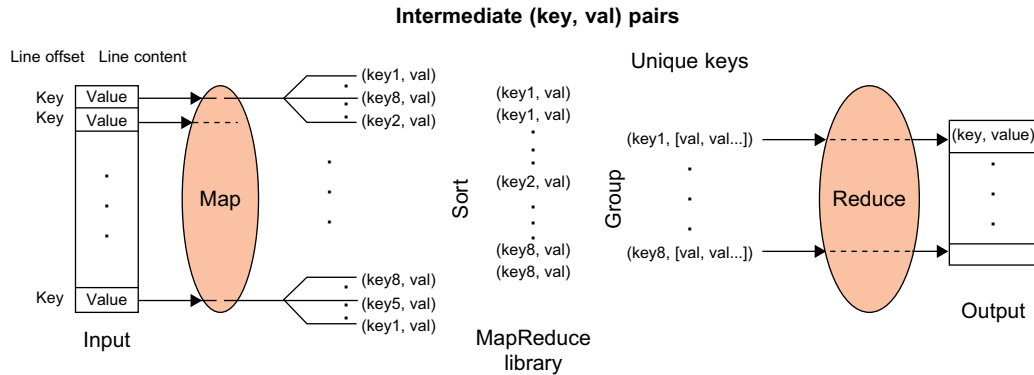 Intermediate (key, val) pairs
Line offset
Line content
Key
Value
Key
Value
Key
Value
Input
Map
(key1, val)
(key8, val)
(key2, val)
(key8, val)
(key5, val)
(key1, val)
Sort
(key1, val)
(key1, val)
(key2, val)
(key8, val)
(key8, val)
MapReduce
library
Group
Unique keys
(key1, [val, val...])
(key8, [val, val...])
Reduce
(key, value)
Output